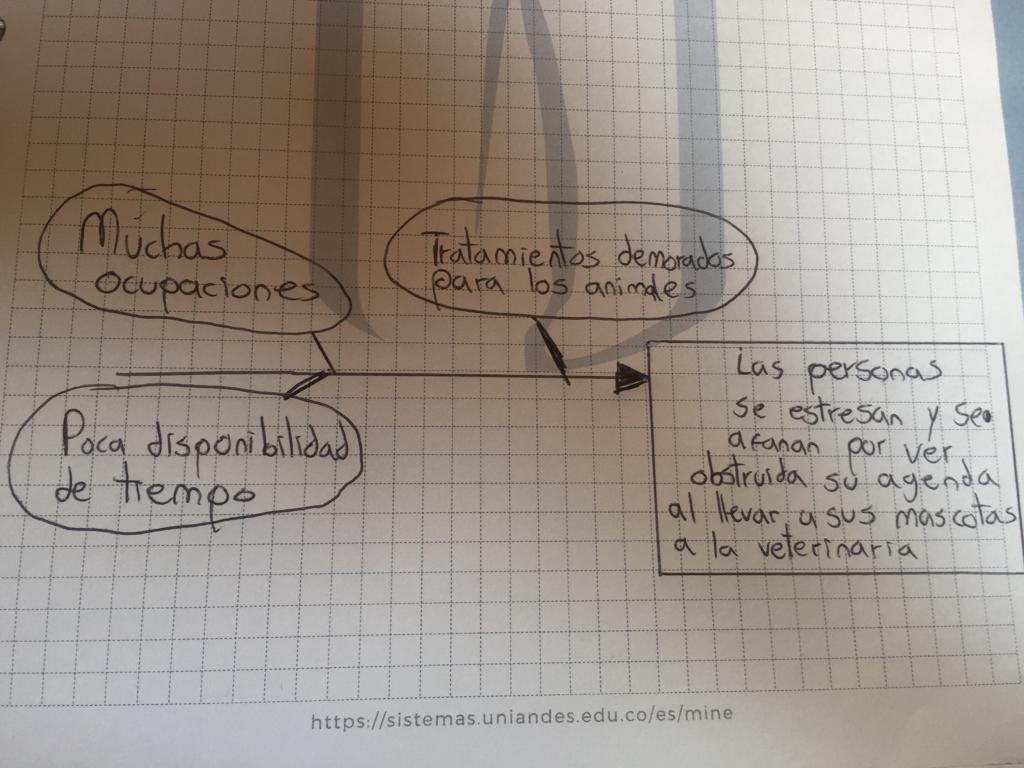 Muchas
ocupaciones
Tratamientos demorados
para los animales
Poca disponibilidad
de tiempo
Las personas
se estresan y se
afanan por ver
obstruida su agenda
al llevar a sus mascotas
a la veterinaria
https://sistemas.uniandes.edu.co/es/mine